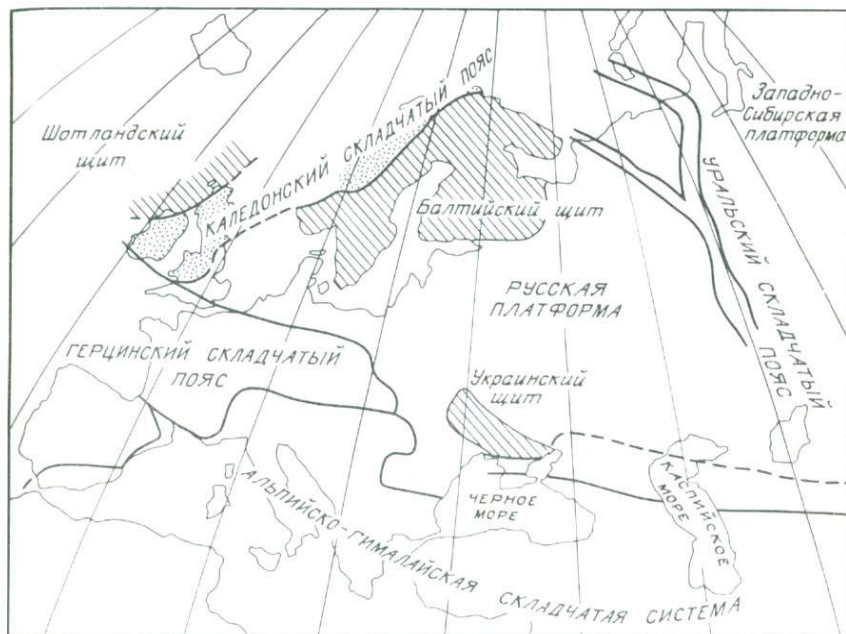 Шотландский
щит
КАЛЕДОНСКИЙ СКЛАДЧАТЫЙ ПОЯС
Западно-
Сибирская
платформа
УРАЛЬСКИЙ СКЛАДЧАТЫЙ
ПОЯС
Балтийский щит
РУССКАЯ
ПЛАТФОРМА
ГЕРЦИНСКИЙ СКЛАДЧАТЫЙ
ПОЯС
Украинский
щит
ЧЕРНОЕ
МОРЕ
КАСПИЙСКОЕ
МОРЕ
АЛЬПИЙСКО-ГИМАЛАЙСКАЯ СКЛАДЧАТАЯ СИСТЕМА